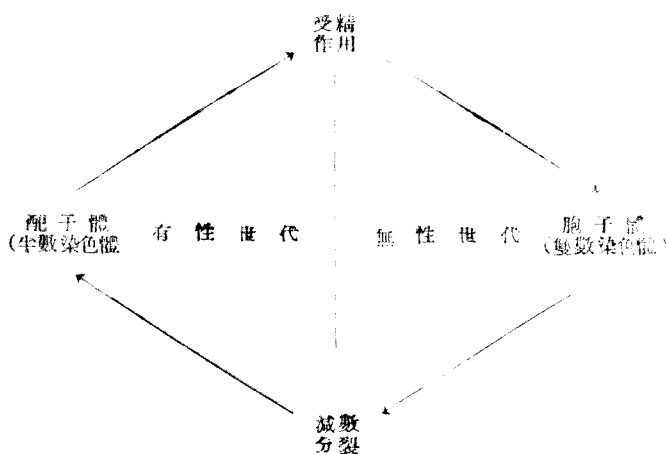 受精
作用
配子體
(半數染色體
有性世代
無性世代
胞子體
(雙數染色體)
減數
分裂